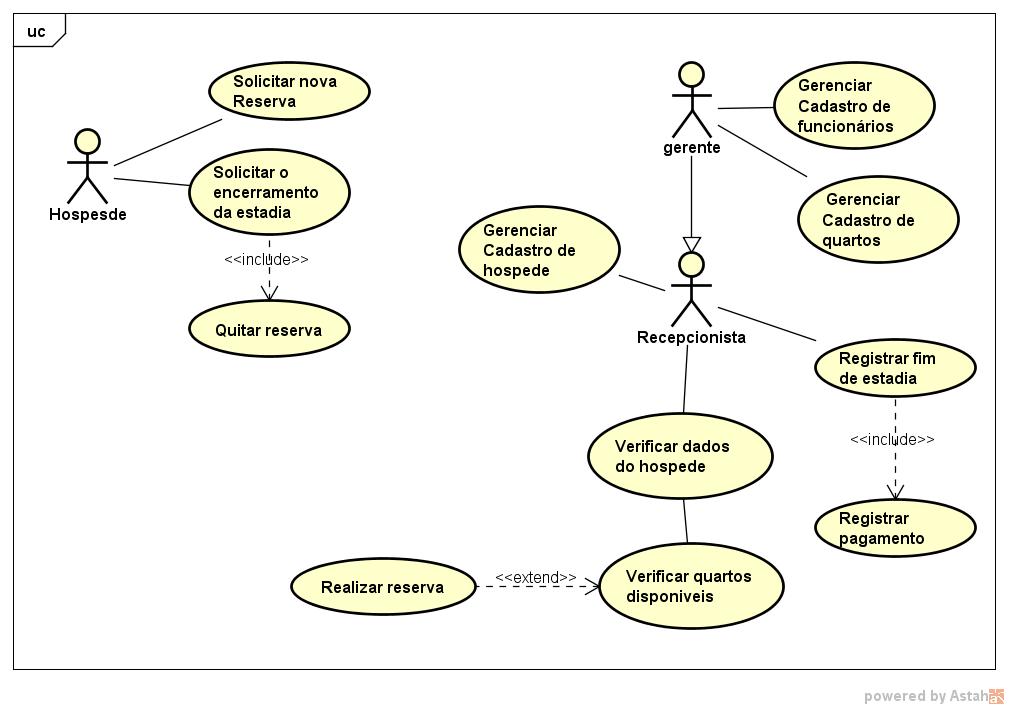 uc
Solicitar nova
Reserva
Hospesde
Solicitar o
encerramento
da estadia
<<include>>
Quitar reserva
gerente
Gerenciar
Cadastro de
funcionários
Gerenciar
Cadastro de
quartos
Gerenciar
Cadastro de
hospede
Recepcionista
Registrar fim
de estadia
<<include>>
Registrar
pagamento
Verificar dados
do hospede
Verificar quartos
disponiveis
<<extend>>
Realizar reserva
powered by Astah